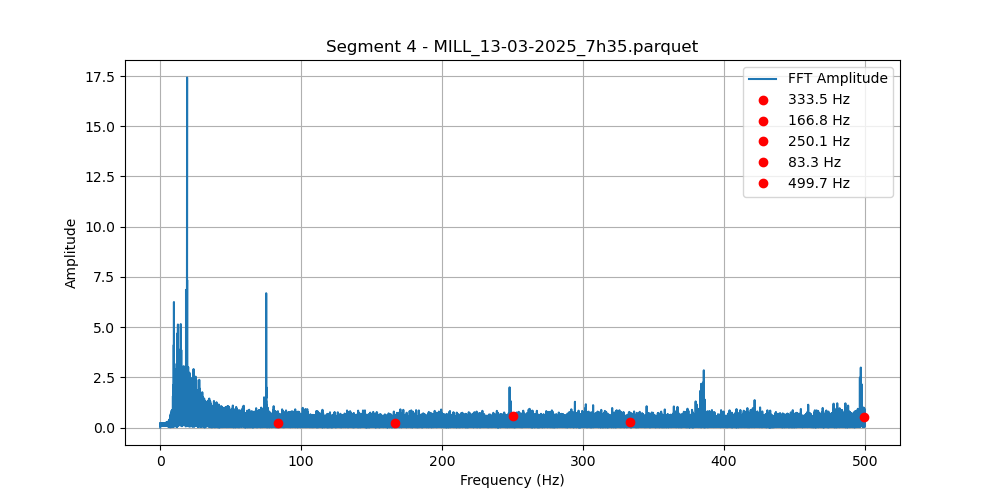 Segment 4 - MILL_13-03-2025_7h35.parquet
FFT Amplitude
333.5 Hz
166.8 Hz
250.1 Hz
83.3 Hz
499.7 Hz
17.5
15.0
12.5
10.0
7.5
5.0
2.5
0.0
Amplitude
0 100 200 300 400 500
Frequency (Hz)